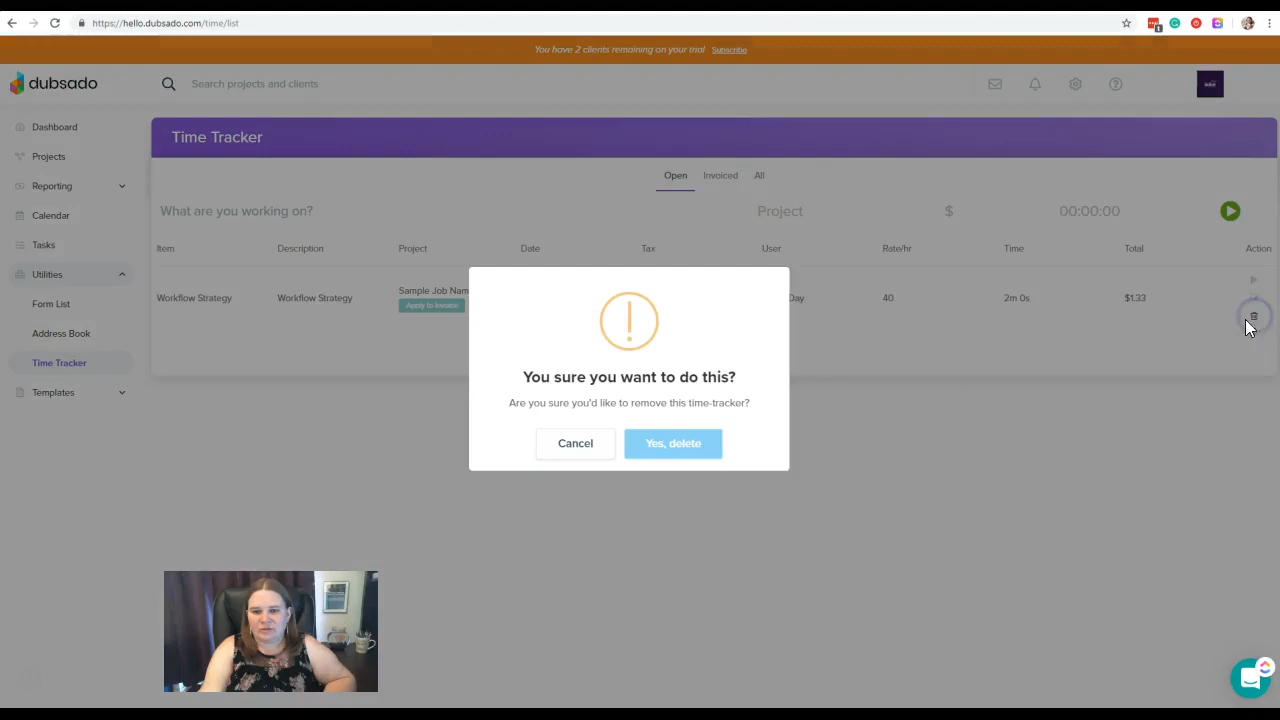 https://hello.dubsado.com/time/list
You have 2 clients remaining on your trial Subscribe
dubsado
Search projects and clients
Dashboard
Projects
Reporting
Calendar
Tasks
Utilities
Form List
Address Book
Time Tracker
Templates
Time Tracker
Open Invoiced All
What are you working on? Project $ 00:00:00
Item Description Project Date Tax User Rate/hr Time Total Action
Sample Job Nam
Workflow Strategy Workflow Strategy Day 40 2m 0s $1.33
Apply to Invoice
You sure you want to do this?
Are you sure you'd like to remove this time-tracker?
Cancel Yes, delete